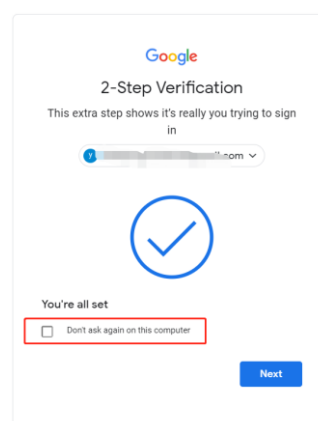 Google
2-Step Verification
This extra step shows it's really you trying to sign
in
y
You're all set
Don't ask again on this computer
Next